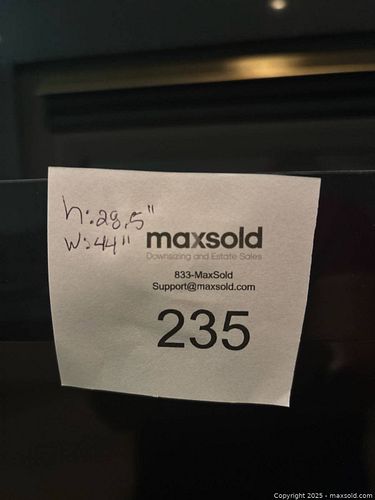 h: 28.5"
w: 44"
maxsold
Downsizing and Estate Sales
833-MaxSold
Support@maxsold.com
235
Copyright 2025 - maxsold.com